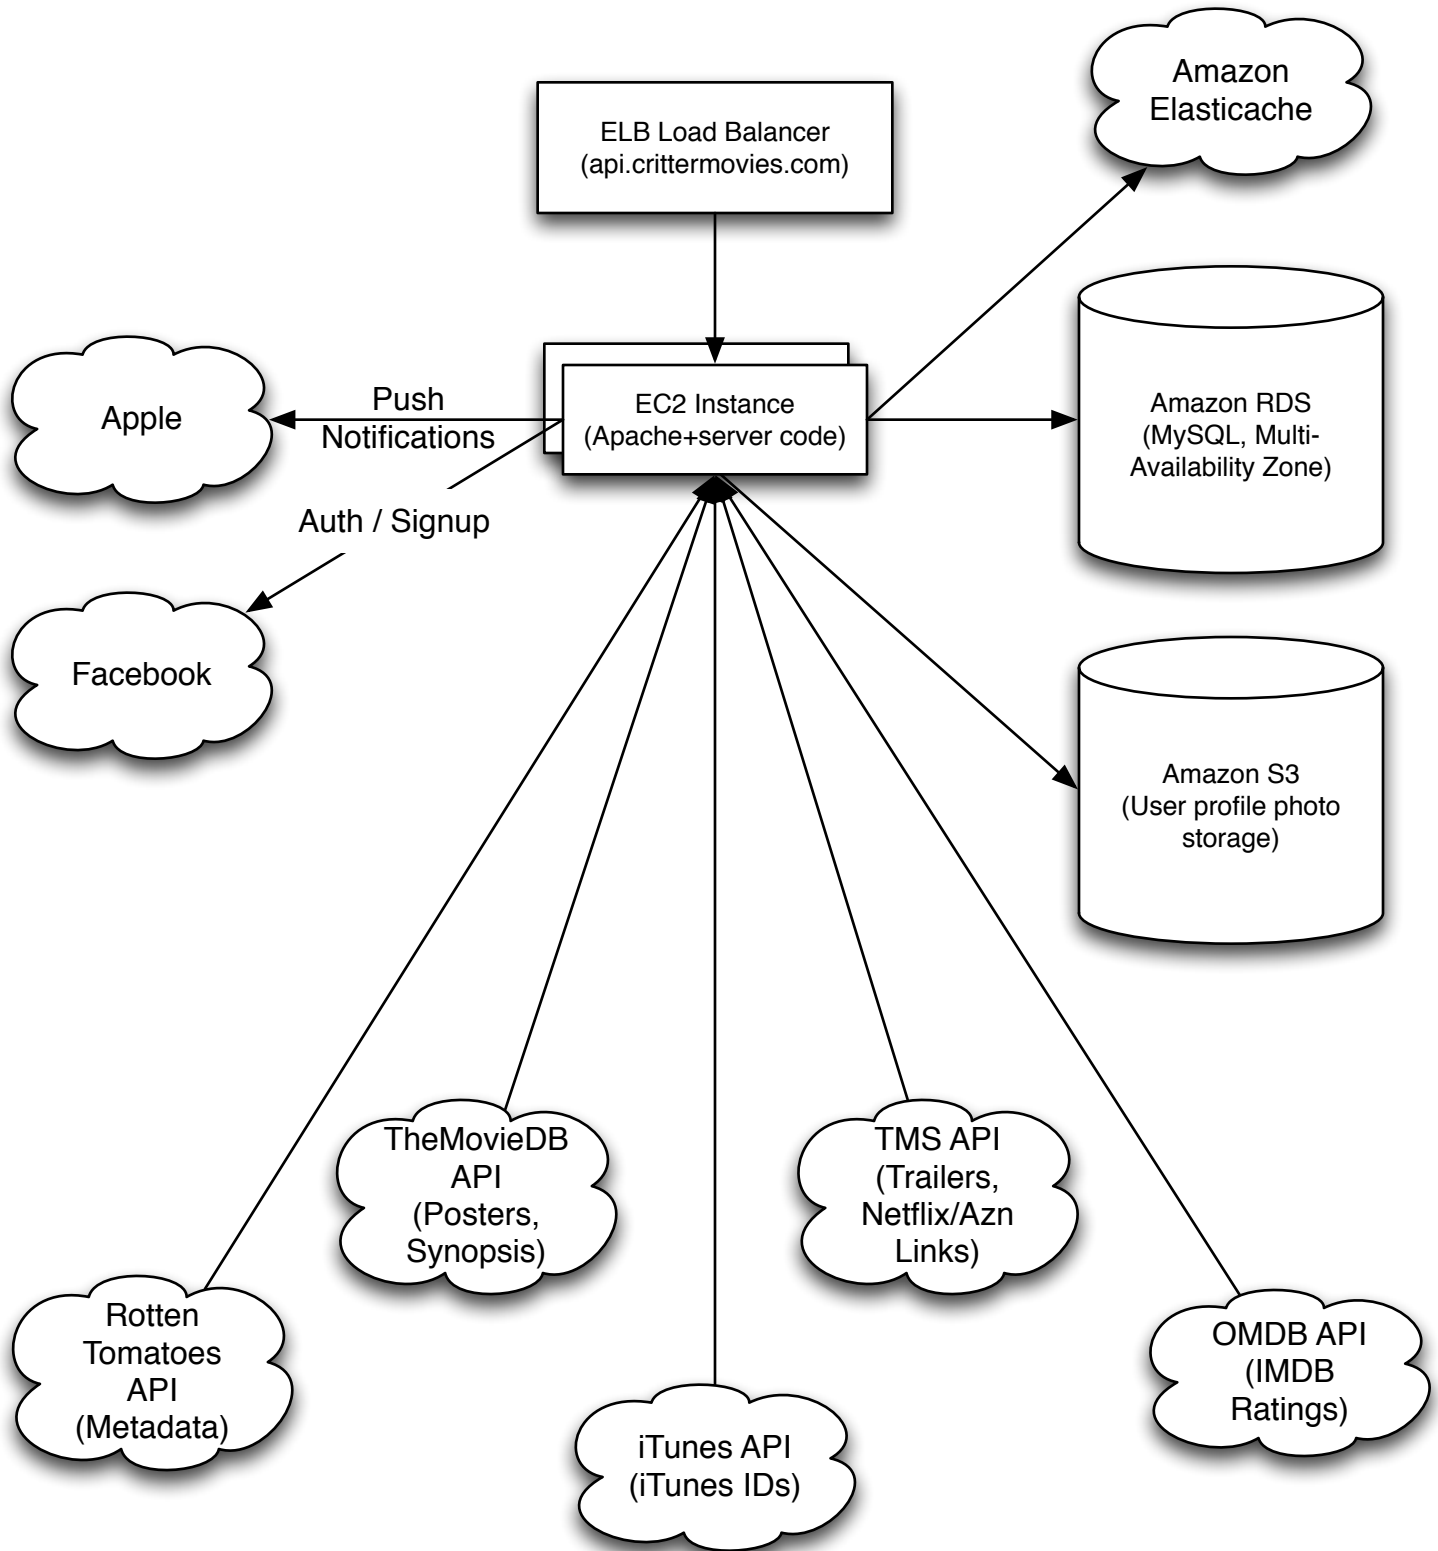 Amazon
Elasticache
ELB Load Balancer
(api.crittermovies.com)
Apple
Push
Notifications
EC2 Instance
(Apache+server code)
Amazon RDS
(MySQL, Multi-
Availability Zone)
Auth / Signup
Facebook
Amazon S3
(User profile photo
storage)
TheMovieDB
API
(Posters,
Synopsis)
TMS API
(Trailers,
Netflix/Azn
Links)
Rotten
Tomatoes
API
(Metadata)
OMDB API
(IMDB
Ratings)
iTunes API
(iTunes IDs)